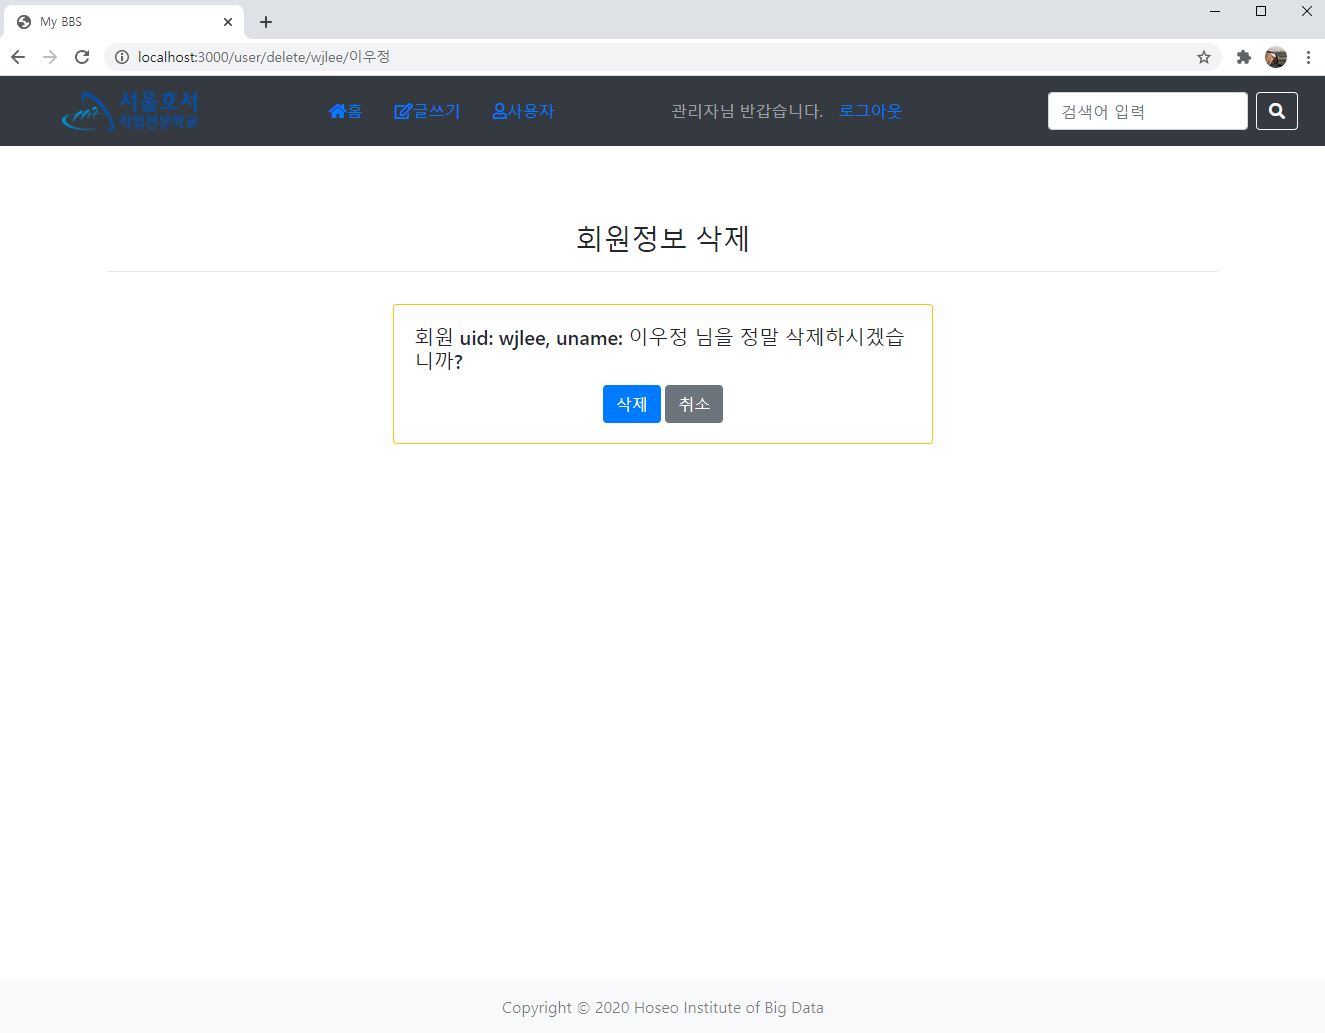 My BBS
localhost:3000/user/delete/wjlee/이우정
서울호서
직업전문학교
홈
글쓰기
사용자
관리자님 반갑습니다.
로그아웃
검색어 입력
회원정보 삭제
회원 uid: wjlee, uname: 이우정 님을 정말 삭제하시겠습
니까?
삭제
취소
Copyright © 2020 Hoseo Institute of Big Data